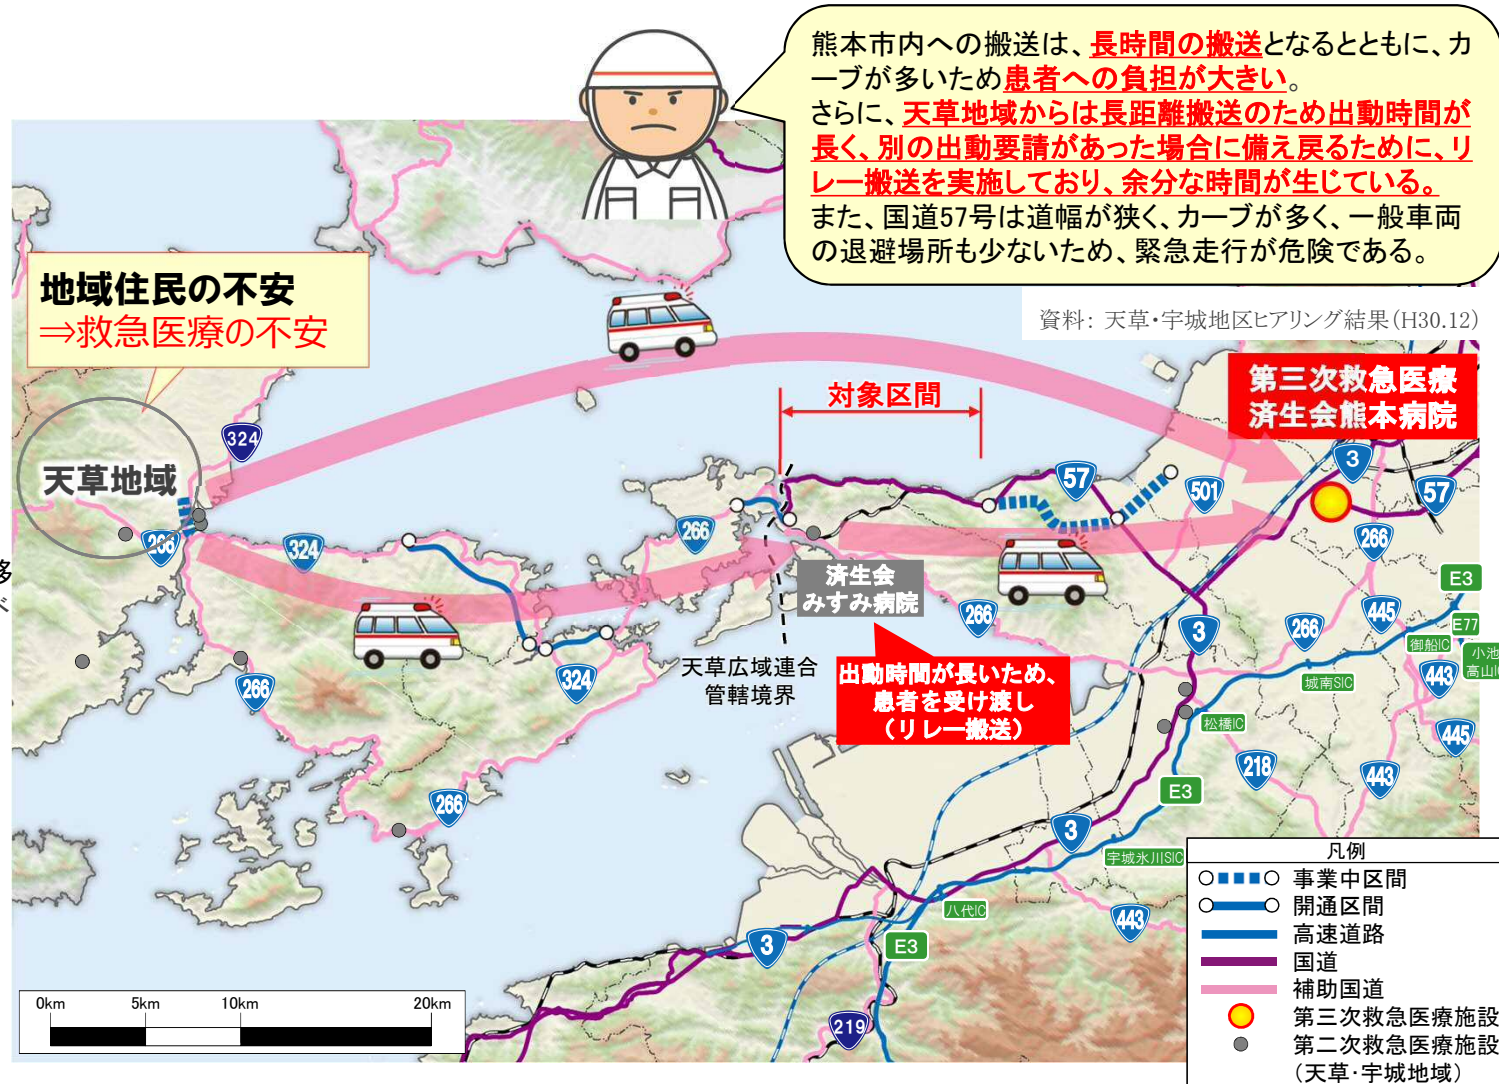 熊本市内への搬送は、長時間の搬送となるとともに、カ
ーブが多いため患者への負担が大きい。
さらに、天草地域からは長距離搬送のため出動時間が
長く、別の出動要請があった場合に備え戻るために、リ
レー搬送を実施しており、余分な時間が生じている。
また、国道57号は道幅が狭く、カーブが多く、一般車両
の退避場所も少ないため、緊急走行が危険である。
資料：天草・宇城地区ヒアリング結果（H30.12）
地域住民の不安
⇒救急医療の不安
第三次救急医療
済生会熊本病院
対象区間
天草地域
324
3
57
501
57
266
266
324
266
済生会
みすみ病院
266
E3
445
E77
266
御船IC
小池
高山IC
3
443
城南SIC
天草広域連合
管轄境界
出動時間が長いため、
患者を受け渡し
（リレー搬送）
324
266
松橋IC
445
218
443
E3
266
3
宇城氷川SIC
八代IC
443
3
E3
219
0km
5km
10km
20km
凡例
事業中区間
開通区間
高速道路
国道
補助国道
第三次救急医療施設
第二次救急医療施設
（天草・宇城地域）